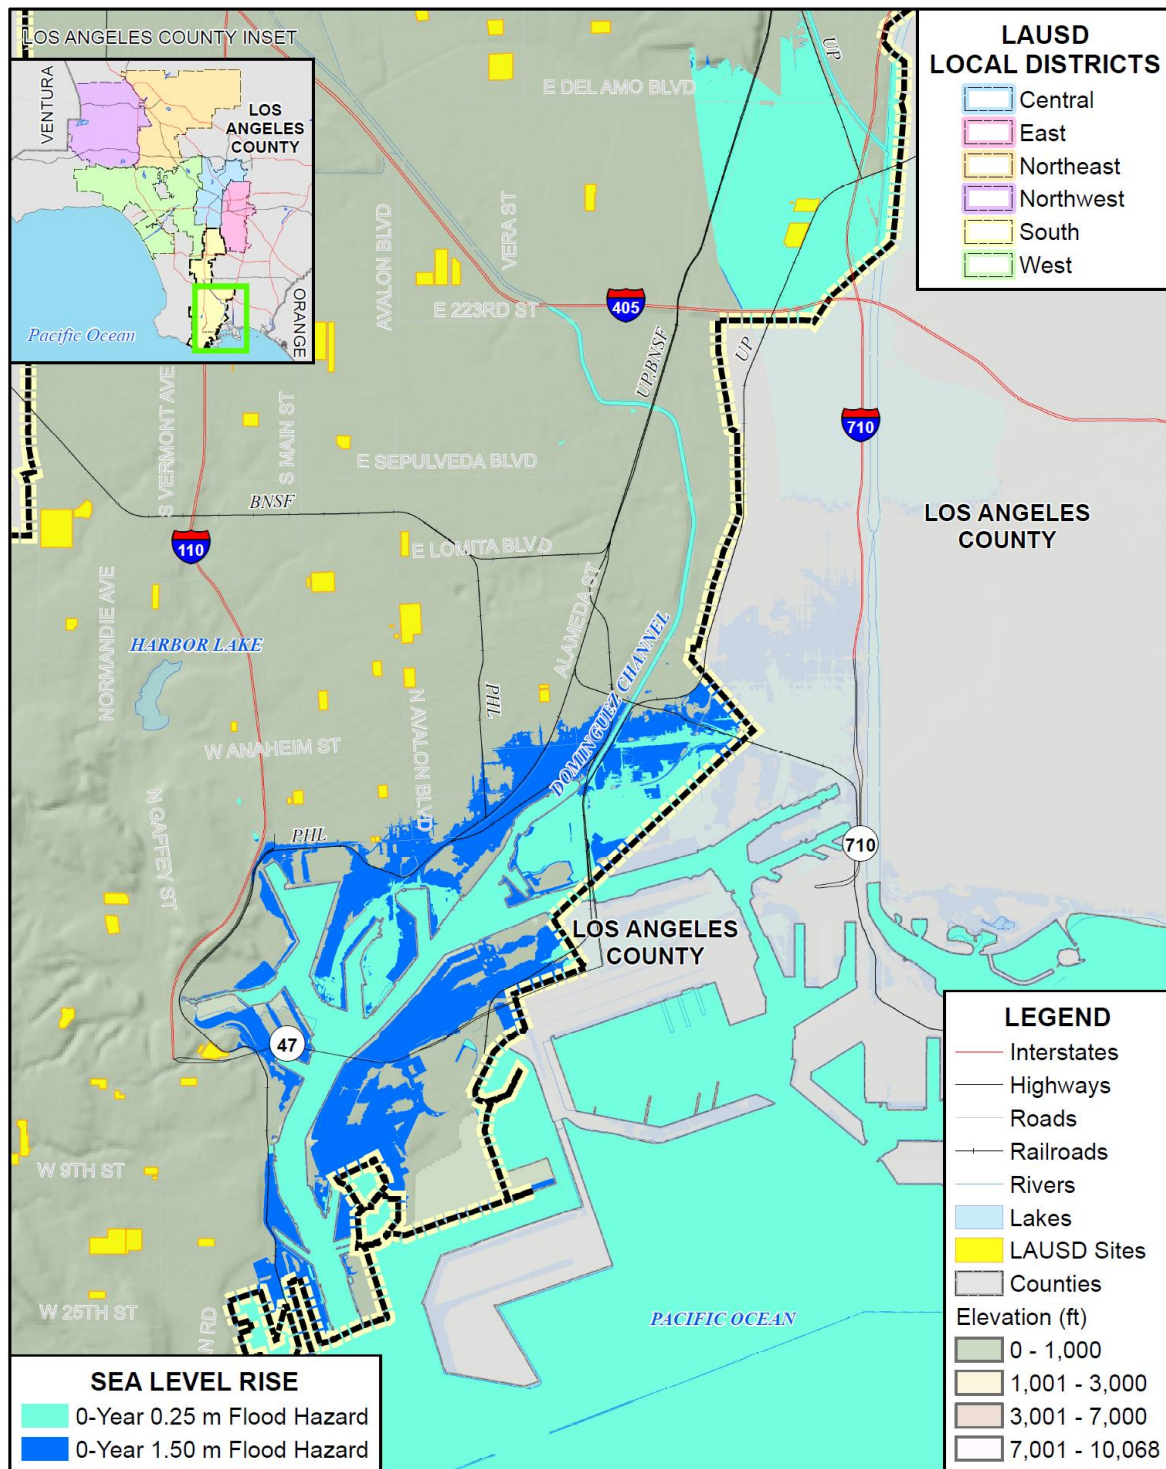 LOS ANGELES COUNTY INSET
VENTURA
LOS
ANGELES
COUNTY
Pacific Ocean
ORANGE
LAUSD
LOCAL DISTRICTS
Central
East
Northeast
Northwest
South
West
UP
E DEL AMO BLVD
AVALON BLVD
VERA ST
E 223RD ST
405
UP,BNSF
UP
710
S VERMONT AVE
S MAIN ST
E SEPULVEDA BLVD
BNSF
LOS ANGELES
COUNTY
110
E LOMITA BLVD
NORMANDIE AVE
HARBOR LAKE
ALAMEDA ST
DOMINGUEZ CHANNEL
PHL
N AVALON BLVD
W ANAHEIM ST
N GAFFEY ST
PHL
710
LOS ANGELES
COUNTY
47
W 9TH ST
W 25TH ST
N RD
PACIFIC OCEAN
LEGEND
Interstates
Highways
Roads
Railroads
Rivers
Lakes
LAUSD Sites
Counties
Elevation (ft)
0 - 1,000
1,001 - 3,000
3,001 - 7,000
7,001 - 10,068
SEA LEVEL RISE
0-Year 0.25 m Flood Hazard
0-Year 1.50 m Flood Hazard